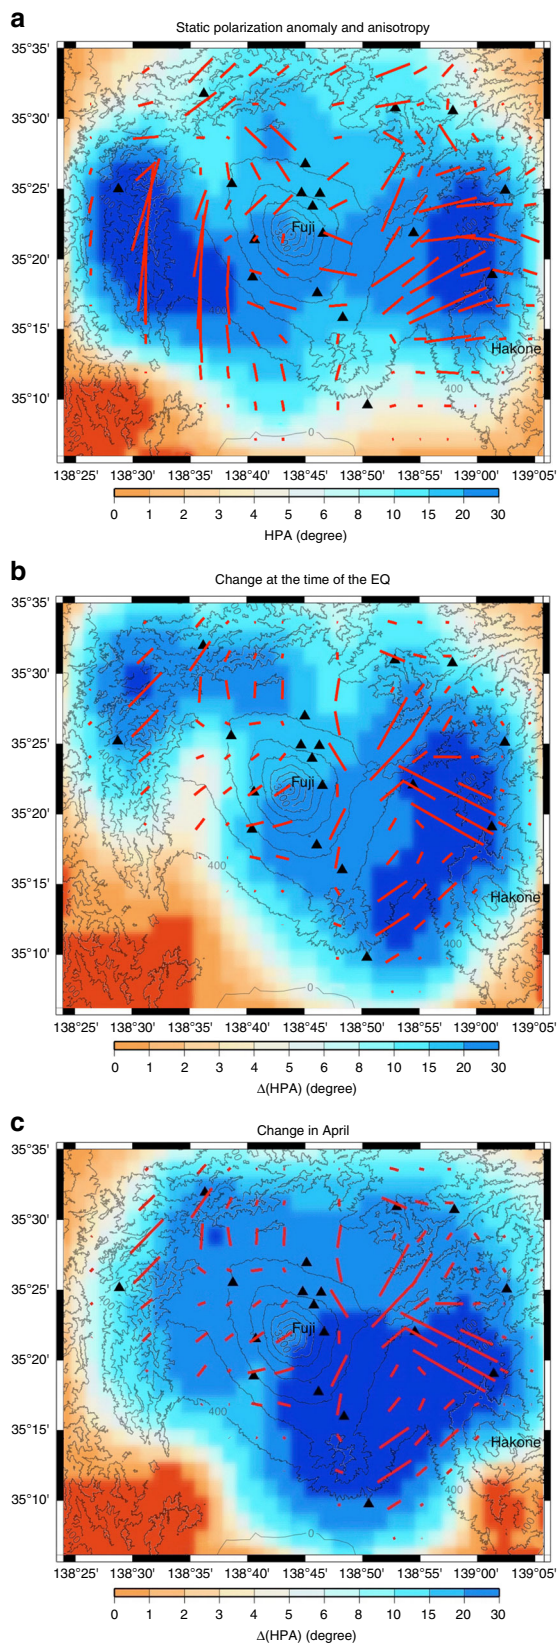 a
Static polarization anomaly and anisotropy
35°35'
35°30'
35°25'
Fuji
35°20'
35°15'
Hakone
35°10'
400
0
138°25' 138°30' 138°35' 138°40' 138°45' 138°50' 138°55' 139°00' 139°05'
0 1 2 3 4 5 6 8 10 15 20 30
HPA (degree)
b
Change at the time of the EQ
35°35'
35°30'
35°25'
Fuji
35°20'
400
35°15'
Hakone
35°10'
400
400
0
138°25' 138°30' 138°35' 138°40' 138°45' 138°50' 138°55' 139°00' 139°05'
0 1 2 3 4 6 8 10 15 20 30
Δ(HPA) (degree)
c
Change in April
35°35'
35°30'
35°25'
Fuji
35°20'
400
35°15'
Hakone
35°10'
400
400
0
138°25' 138°30' 138°35' 138°40' 138°45' 138°50' 138°55' 139°00' 139°05'
0 1 2 3 4 5 6 8 10 15 20 30
Δ(HPA) (degree)